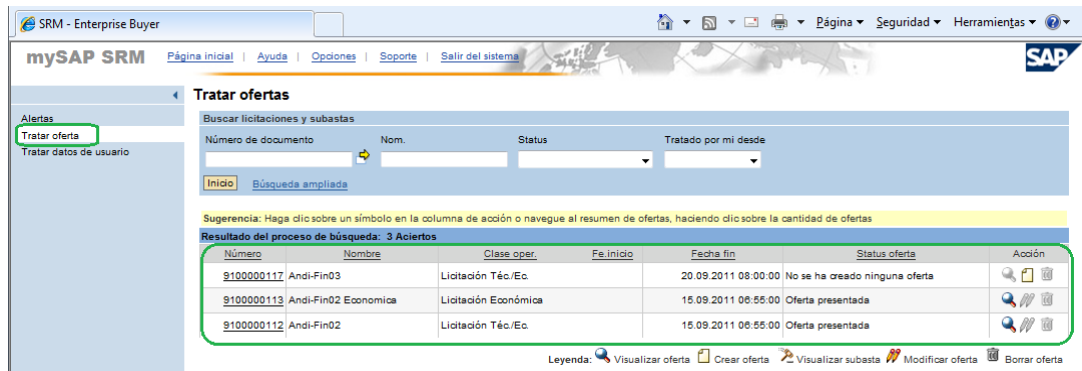 SRM - Enterprise Buyer
Página Seguridad Herramientas
mySAP SRM Página inicial | Ayuda | Opciones | Soporte | Salir del sistema SAP
Tratar ofertas
Alertas
Tratar oferta
Tratar datos de usuario
Buscar licitaciones y subastas
Número de documento Nom. Status Tratado por mi desde
Inicio Búsqueda ampliada
Sugerencia: Haga clic sobre un símbolo en la columna de acción o navegue al resumen de ofertas, haciendo clic sobre la cantidad de ofertas
Resultado del proceso de búsqueda: 3 Aciertos
Número Nombre Clase oper. Fe.inicio Fecha fin Status oferta Acción
9100000117 Andi-Fin03 Licitación Téc./Ec. 20.09.2011 08:00:00 No se ha creado ninguna oferta
9100000113 Andi-Fin02 Economica Licitación Económica 15.09.2011 06:55:00 Oferta presentada
9100000112 Andi-Fin02 Licitación Téc./Ec. 15.09.2011 06:55:00 Oferta presentada
Leyenda: Visualizar oferta Crear oferta Visualizar subasta Modificar oferta Borrar oferta